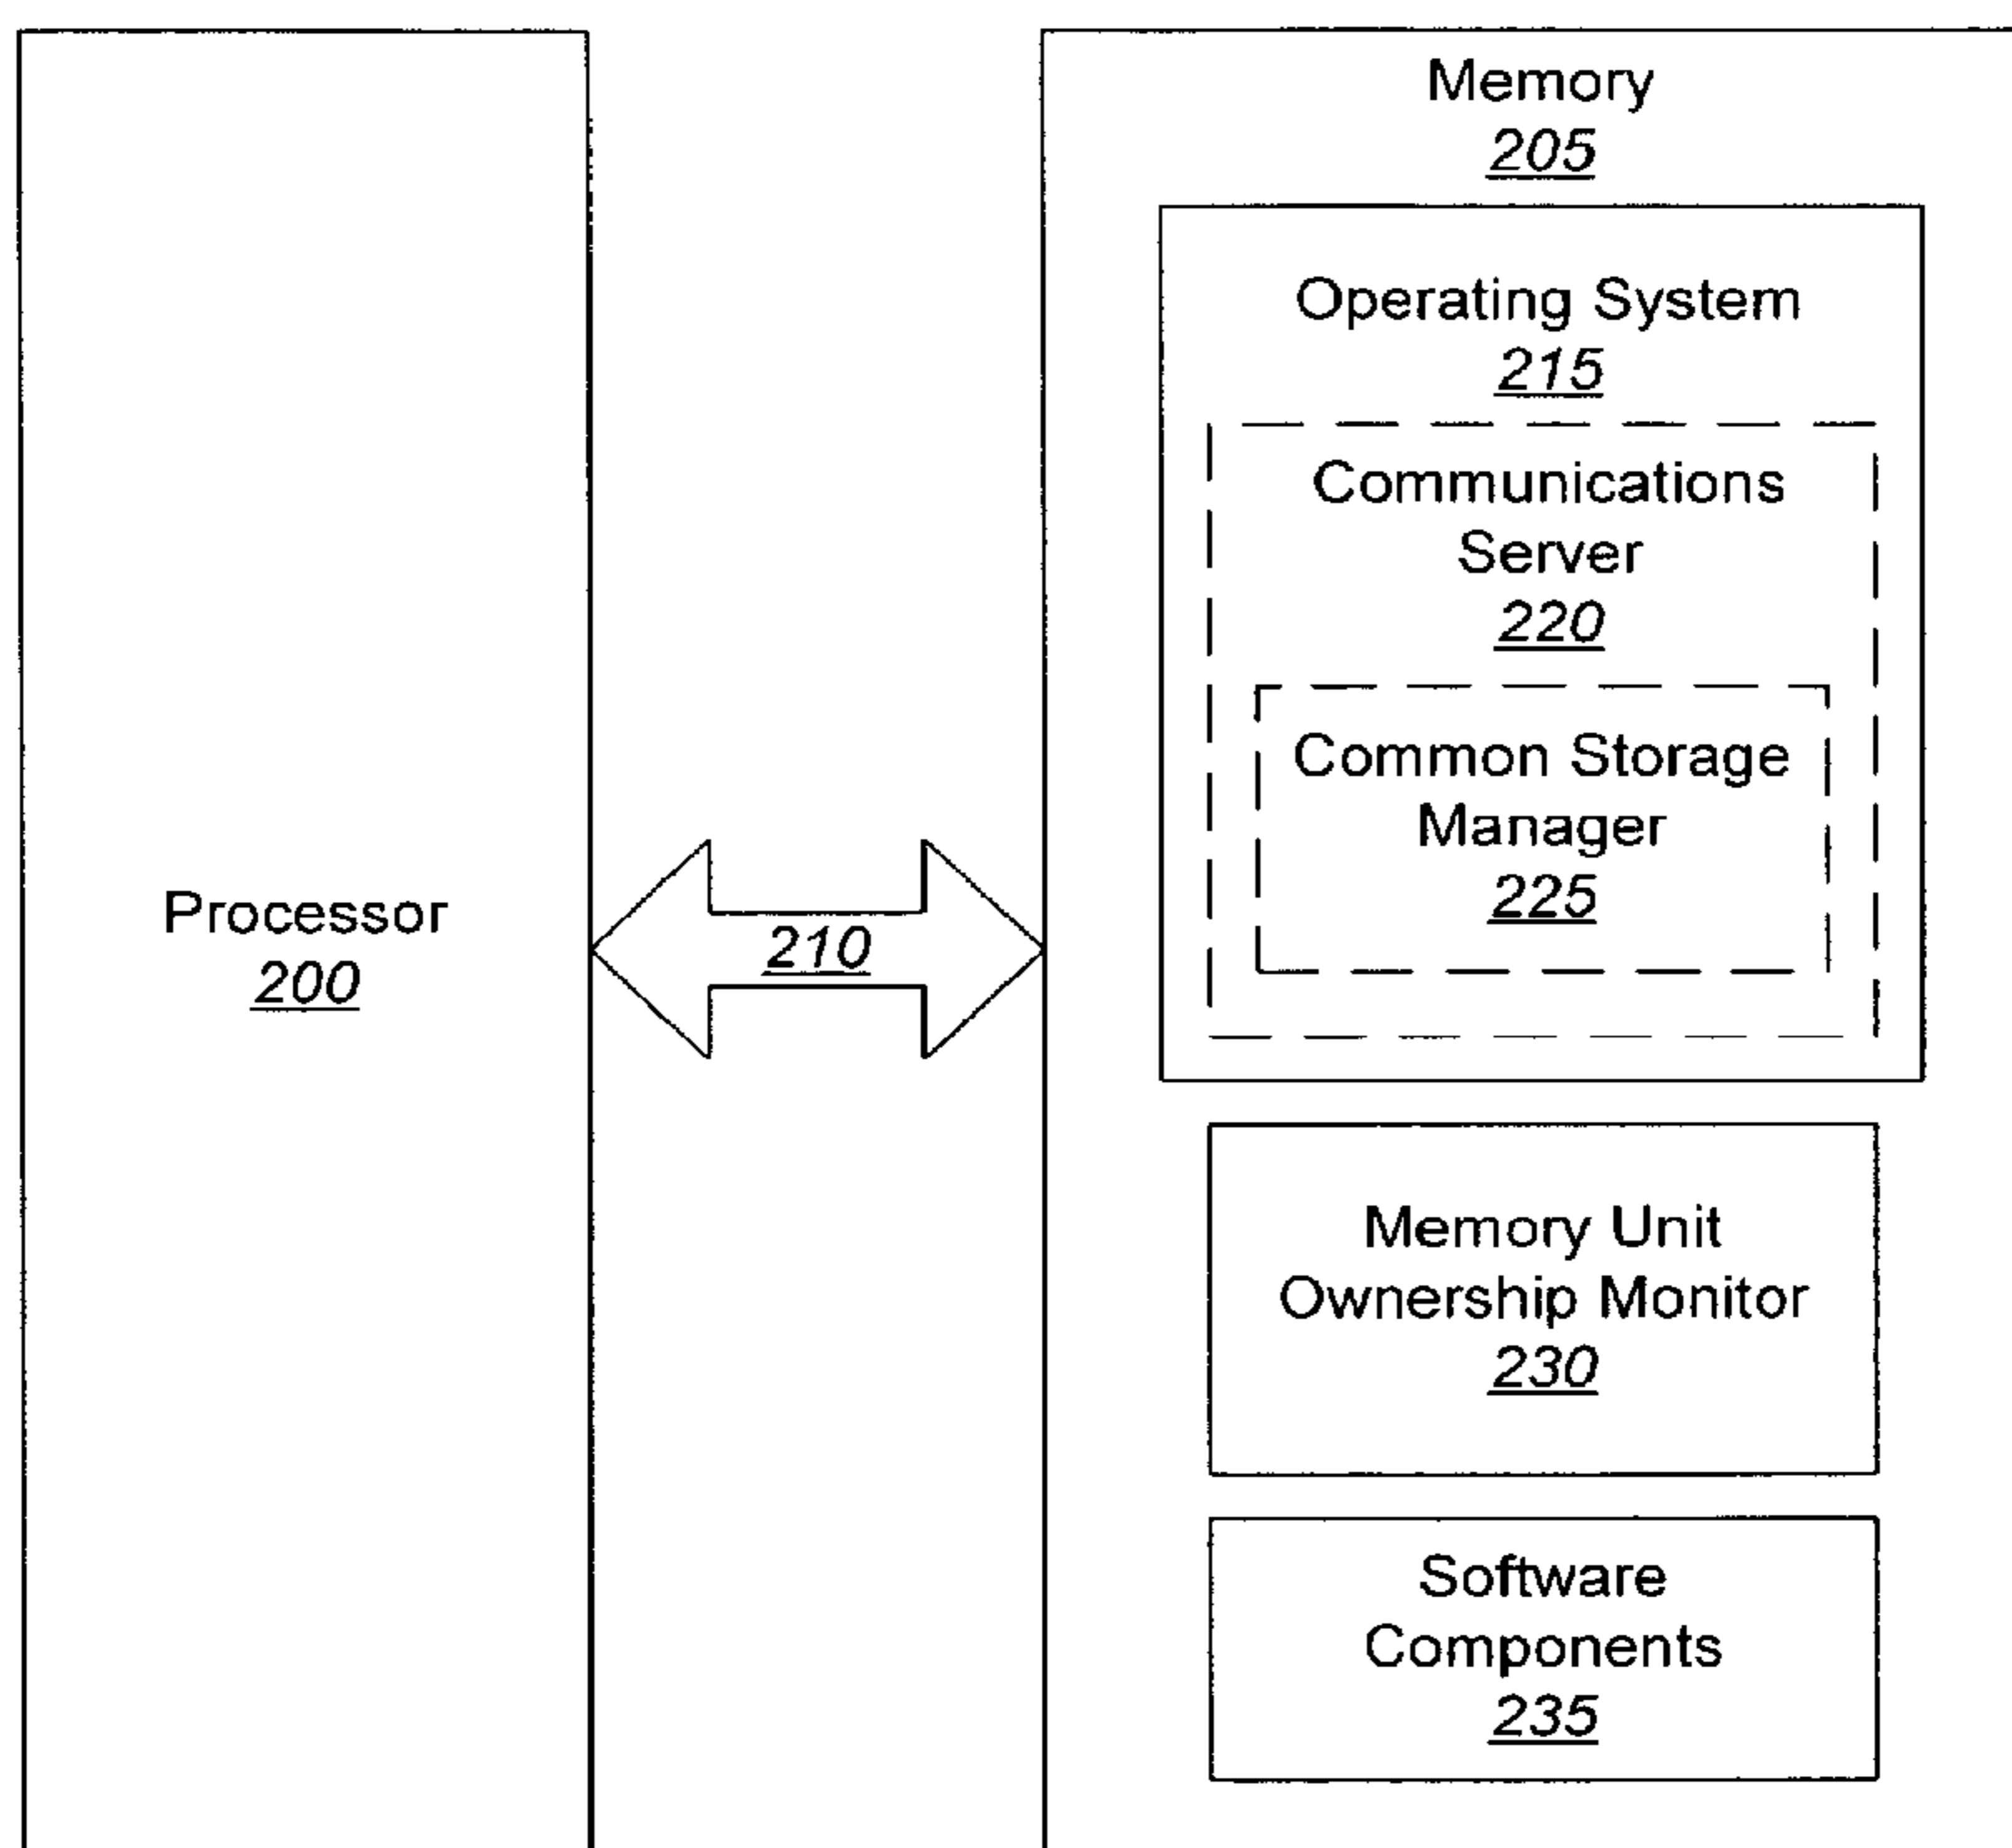 Processor
200
210
Memory
205
Operating System
215
Communications
Server
220
Common Storage
Manager
225
Memory Unit
Ownership Monitor
230
Software
Components
235